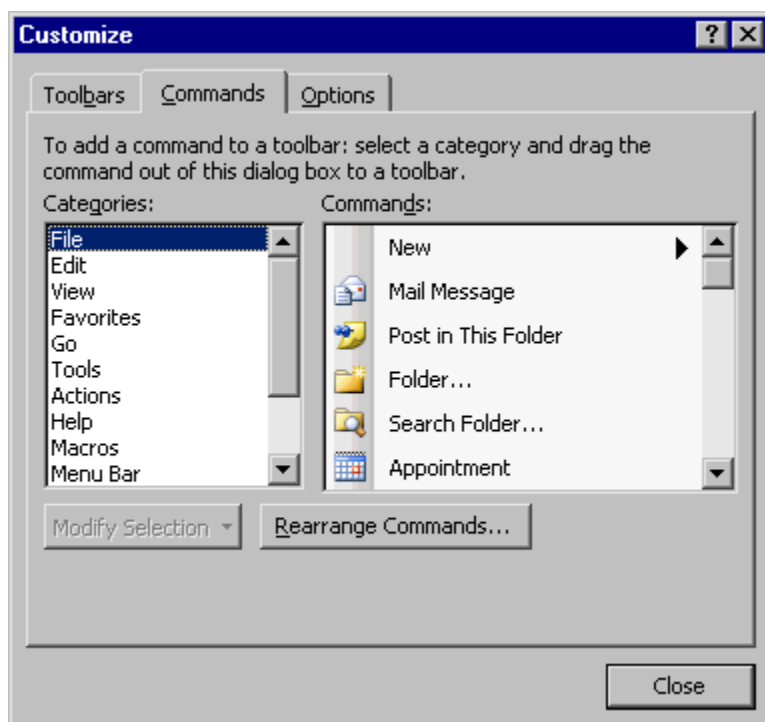 Customize
Toolbars Commands Options
To add a command to a toolbar: select a category and drag the
command out of this dialog box to a toolbar.
Categories:
File
Edit
View
Favorites
Go
Tools
Actions
Help
Macros
Menu Bar
Commands:
New
Mail Message
Post in This Folder
Folder...
Search Folder...
Appointment
Modify Selection
Rearrange Commands...
Close